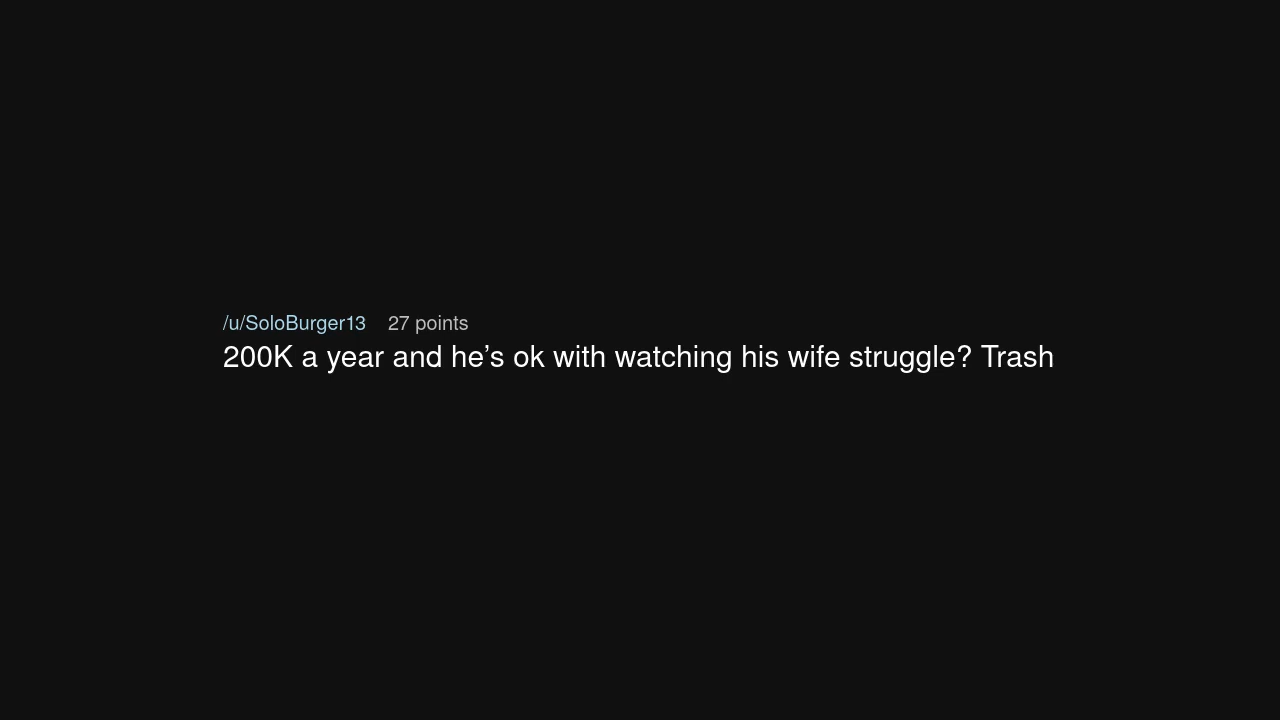 /u/SoloBurger13 27 points
200K a year and he’s ok with watching his wife struggle? Trash